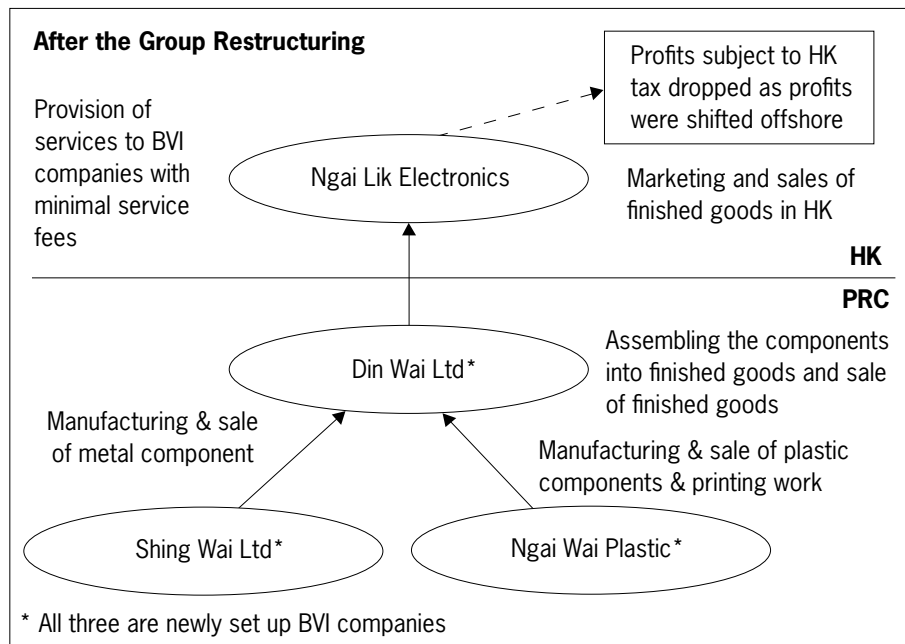 After the Group Restructuring
Provision of
services to BVI
companies with
minimal service
fees
Profits subject to HK
tax dropped as profits
were shifted offshore
Ngai Lik Electronics
Marketing and sales of
finished goods in HK
HK
PRC
Din Wai Ltd*
Assembling the components
into finished goods and sale
of finished goods
Manufacturing & sale
of metal component
Manufacturing & sale of plastic
components & printing work
Shing Wai Ltd*
Ngai Wai Plastic*
* All three are newly set up BVI companies